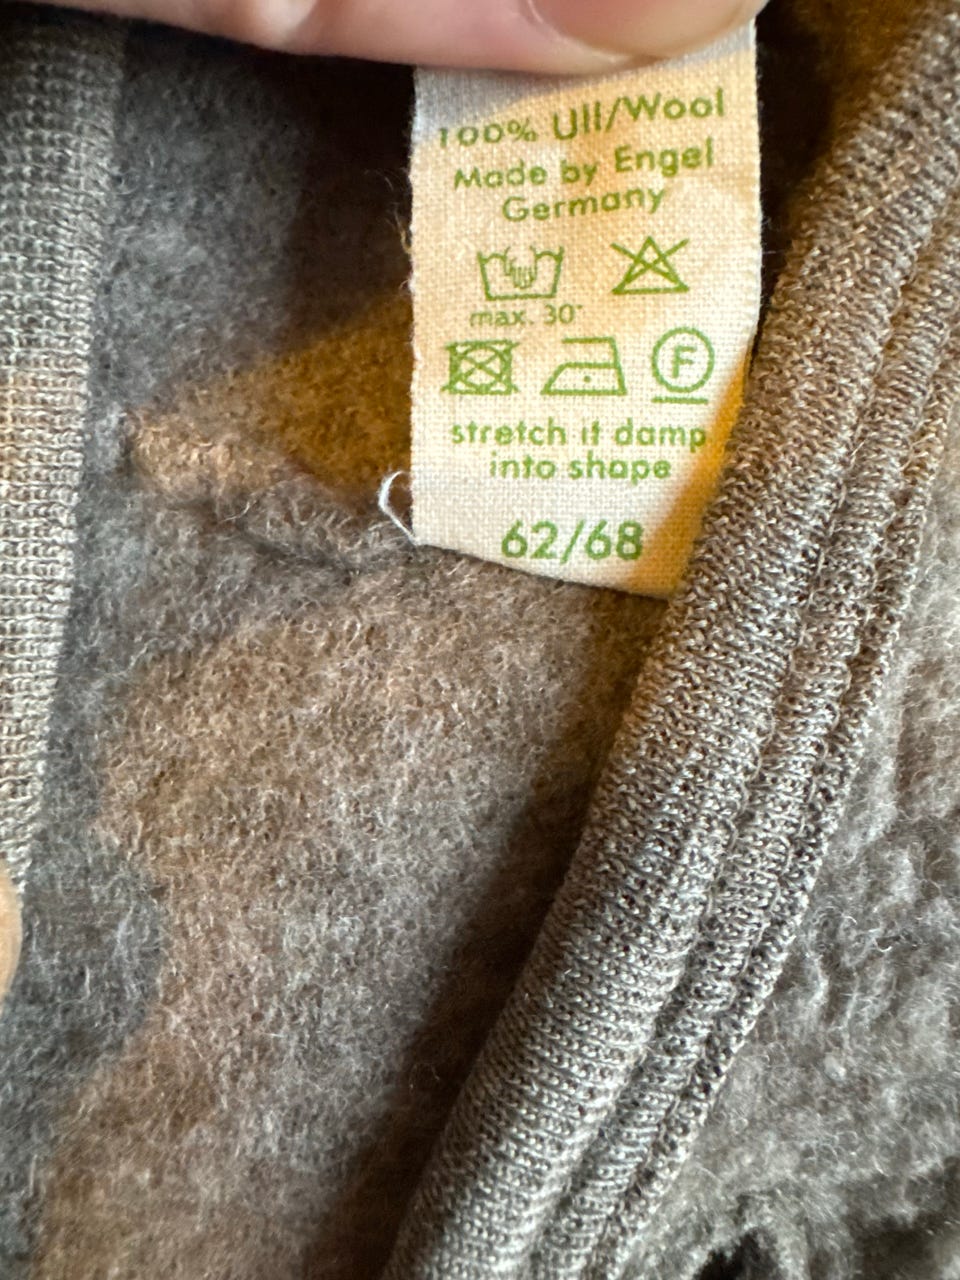 100% Ull/Wool
Made by Engel
Germany
max. 30°
F
stretch it damp
into shape
62/68